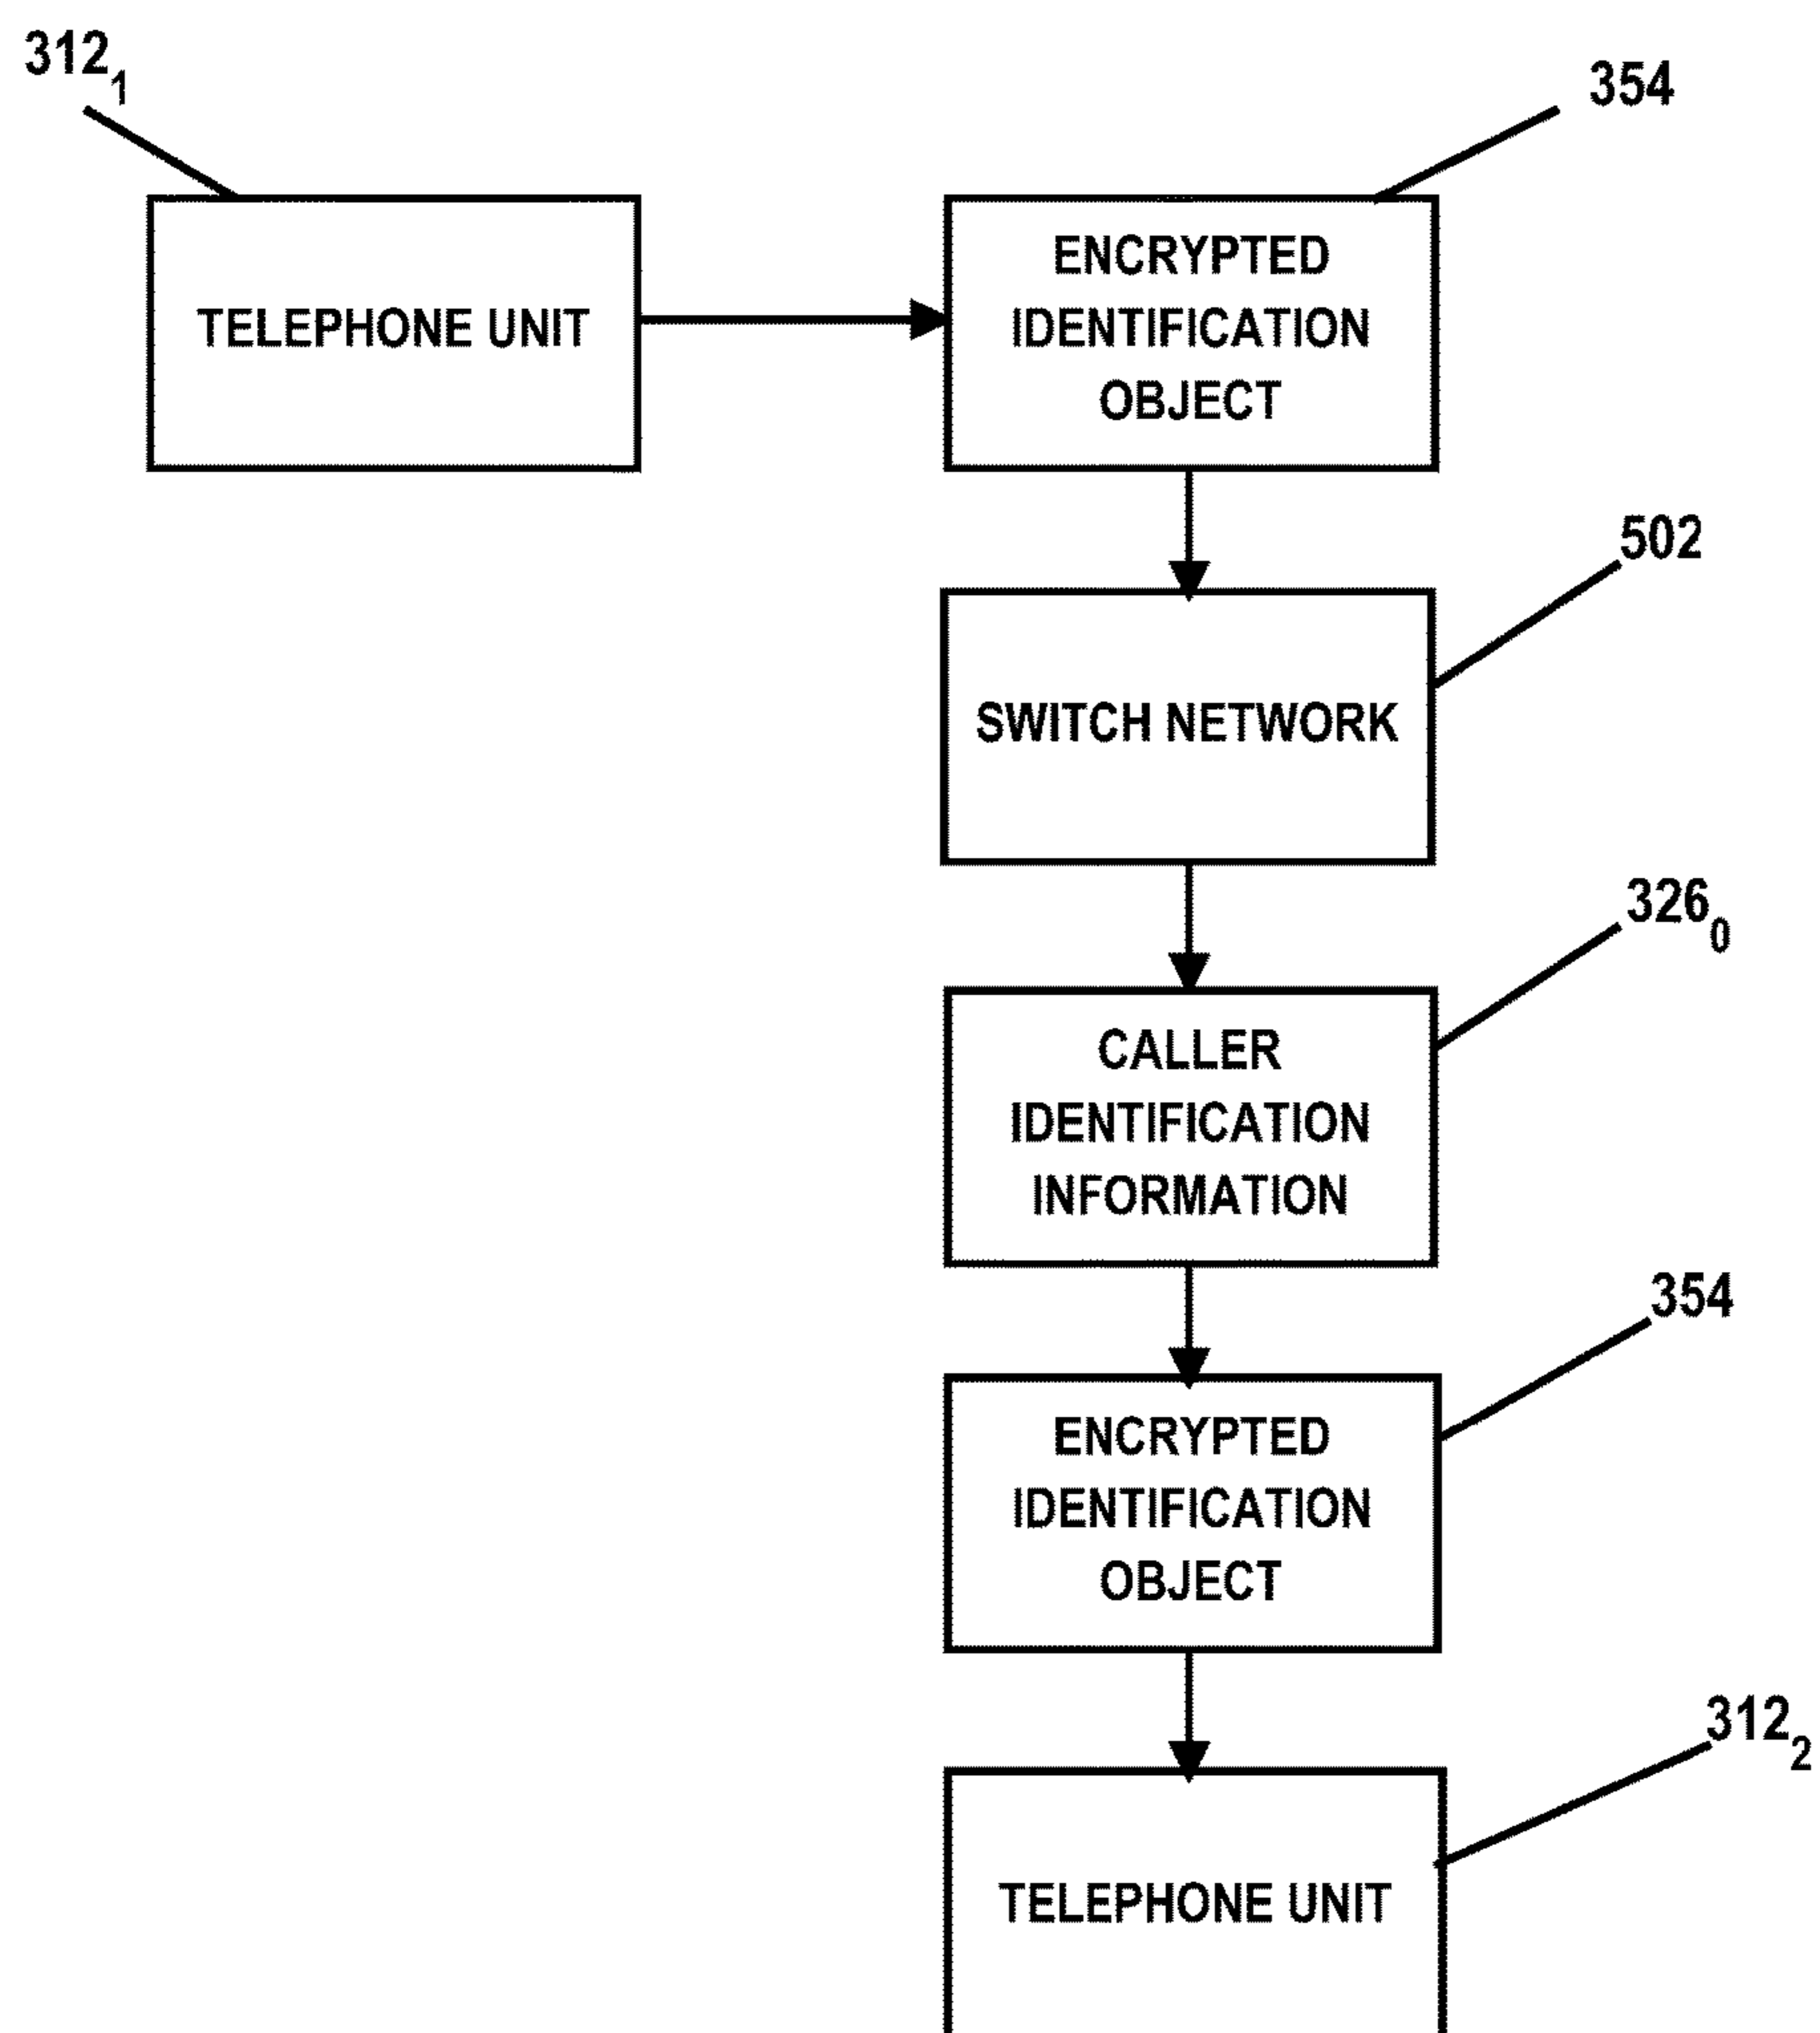 312₁
354
TELEPHONE UNIT
ENCRYPTED
IDENTIFICATION
OBJECT
502
SWITCH NETWORK
326₀
CALLER
IDENTIFICATION
INFORMATION
354
ENCRYPTED
IDENTIFICATION
OBJECT
312₂
TELEPHONE UNIT